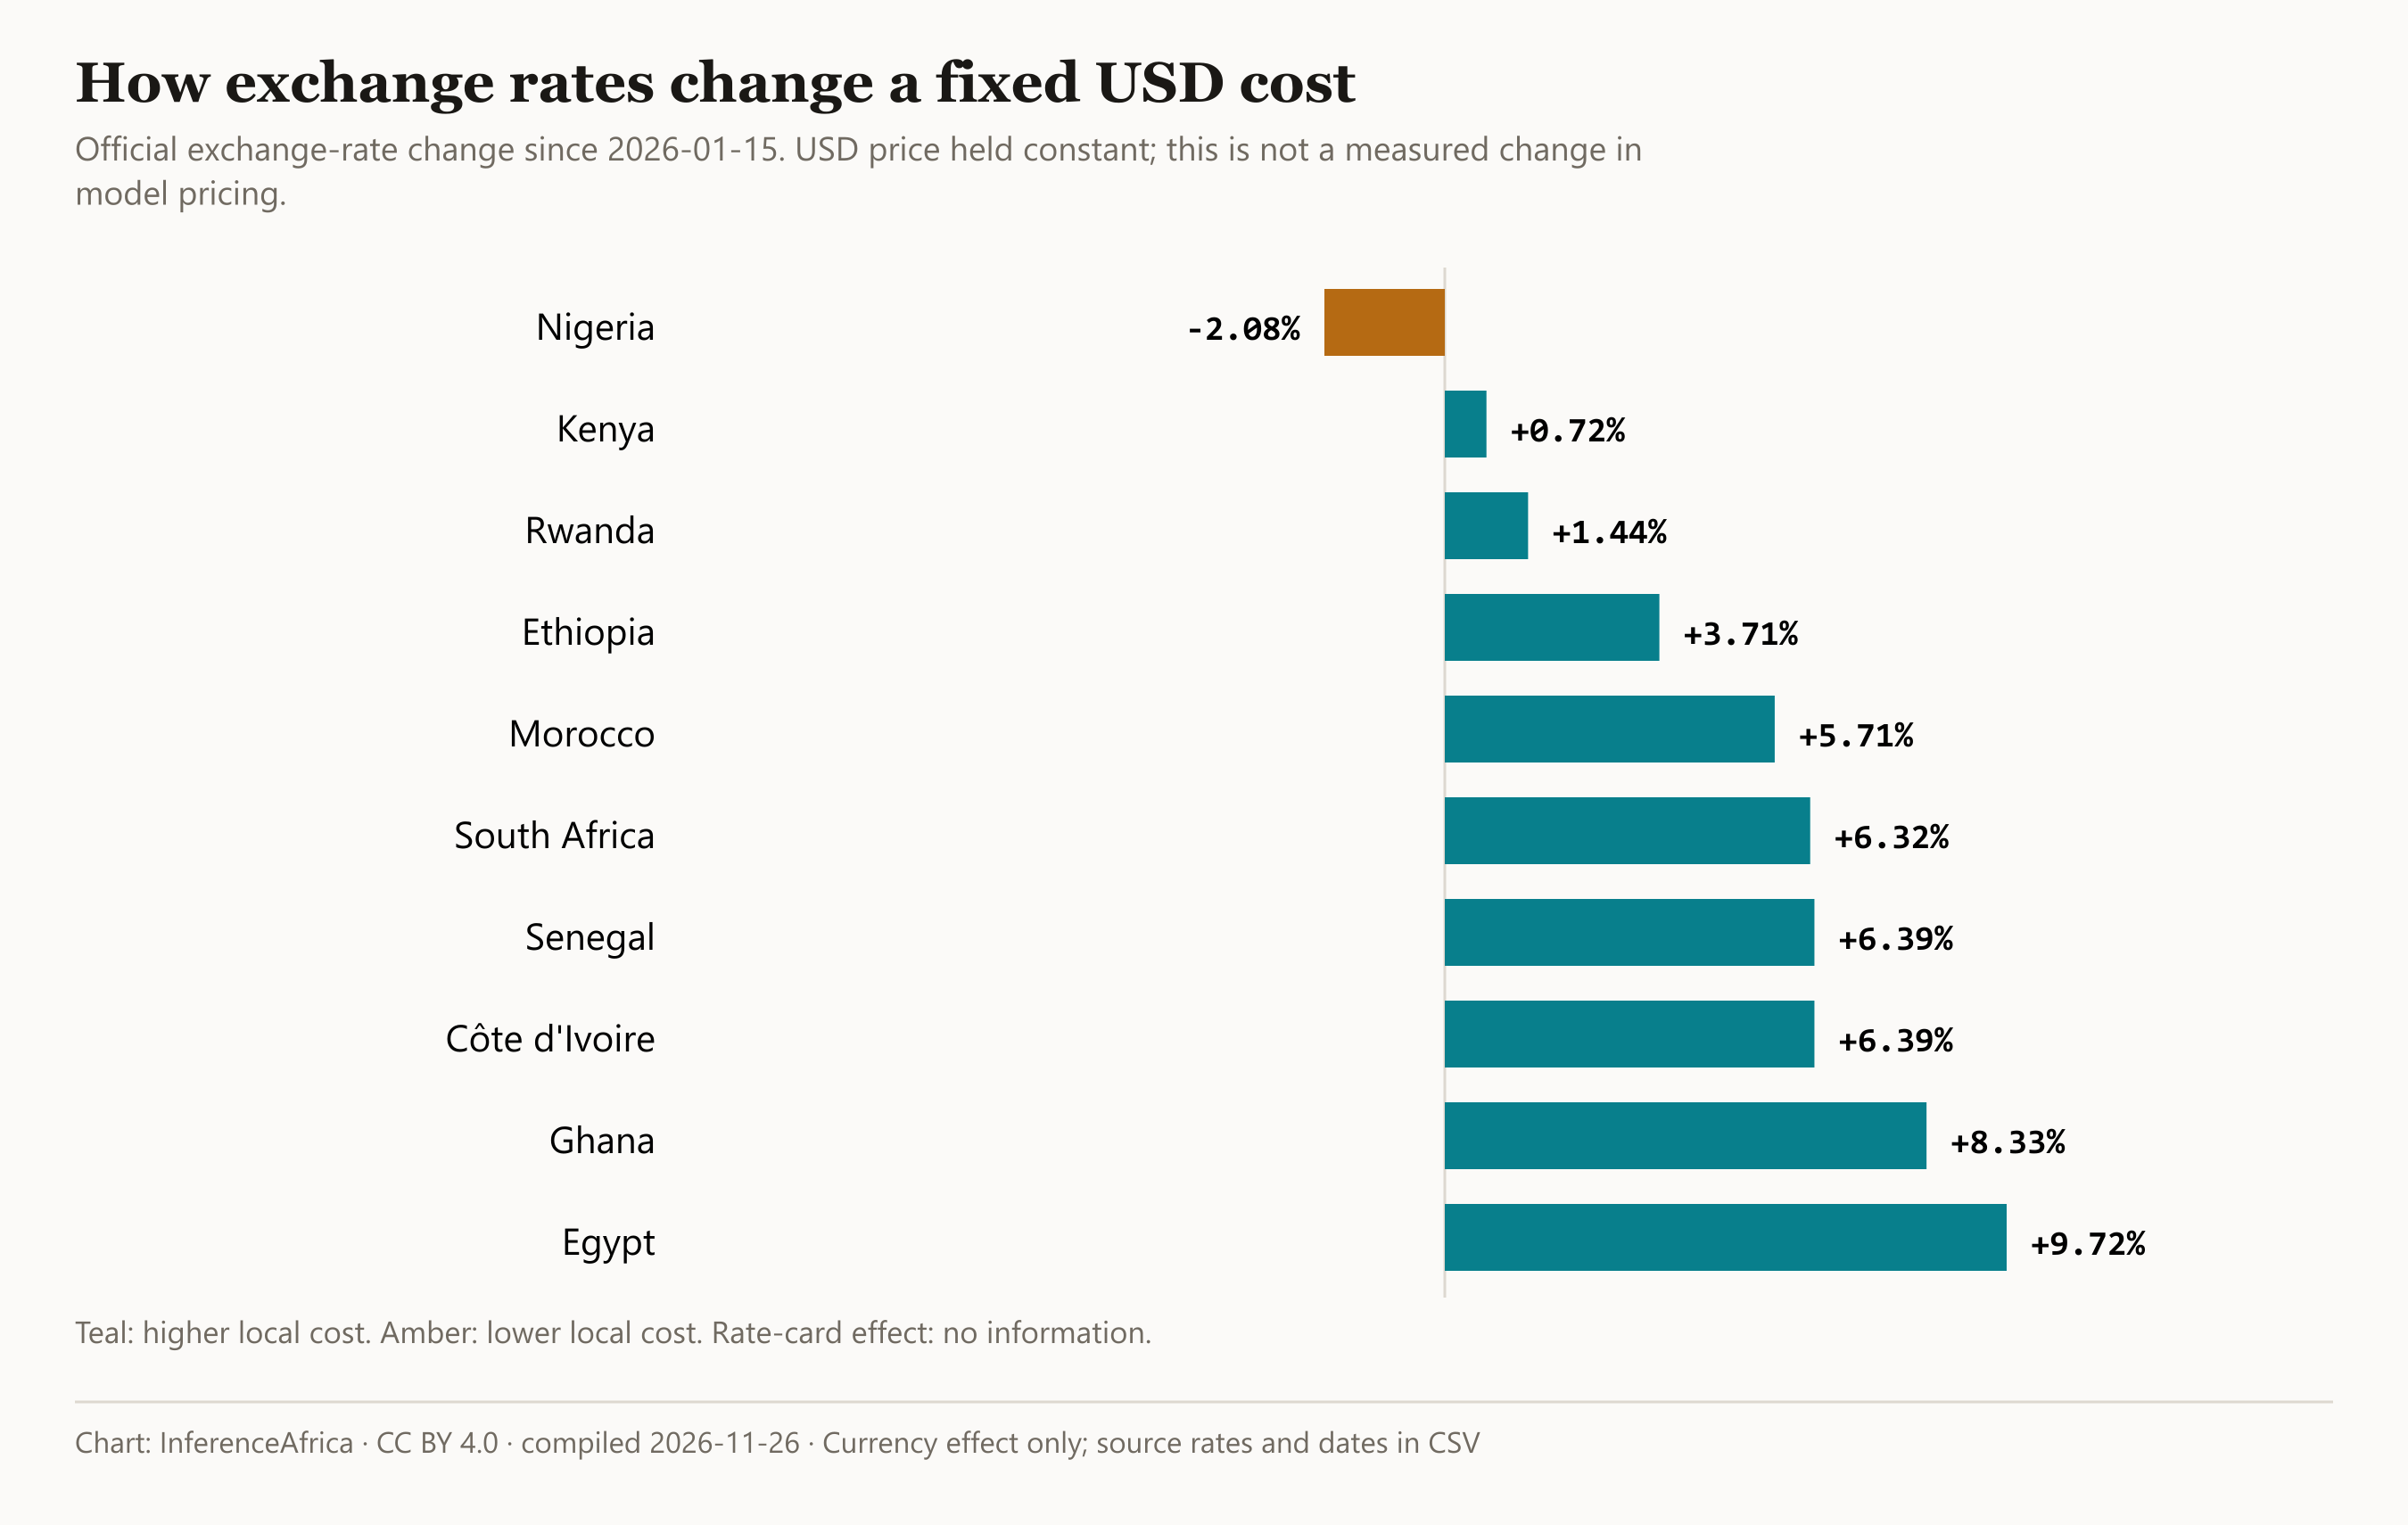 How exchange rates change a fixed USD cost
Official exchange-rate change since 2026-01-15. USD price held constant; this is not a measured change in
model pricing.
Nigeria -2.08%
Kenya +0.72%
Rwanda +1.44%
Ethiopia +3.71%
Morocco +5.71%
South Africa +6.32%
Senegal +6.39%
Côte d'Ivoire +6.39%
Ghana +8.33%
Egypt +9.72%
Teal: higher local cost. Amber: lower local cost. Rate-card effect: no information.
Chart: InferenceAfrica · CC BY 4.0 · compiled 2026-11-26 · Currency effect only; source rates and dates in CSV